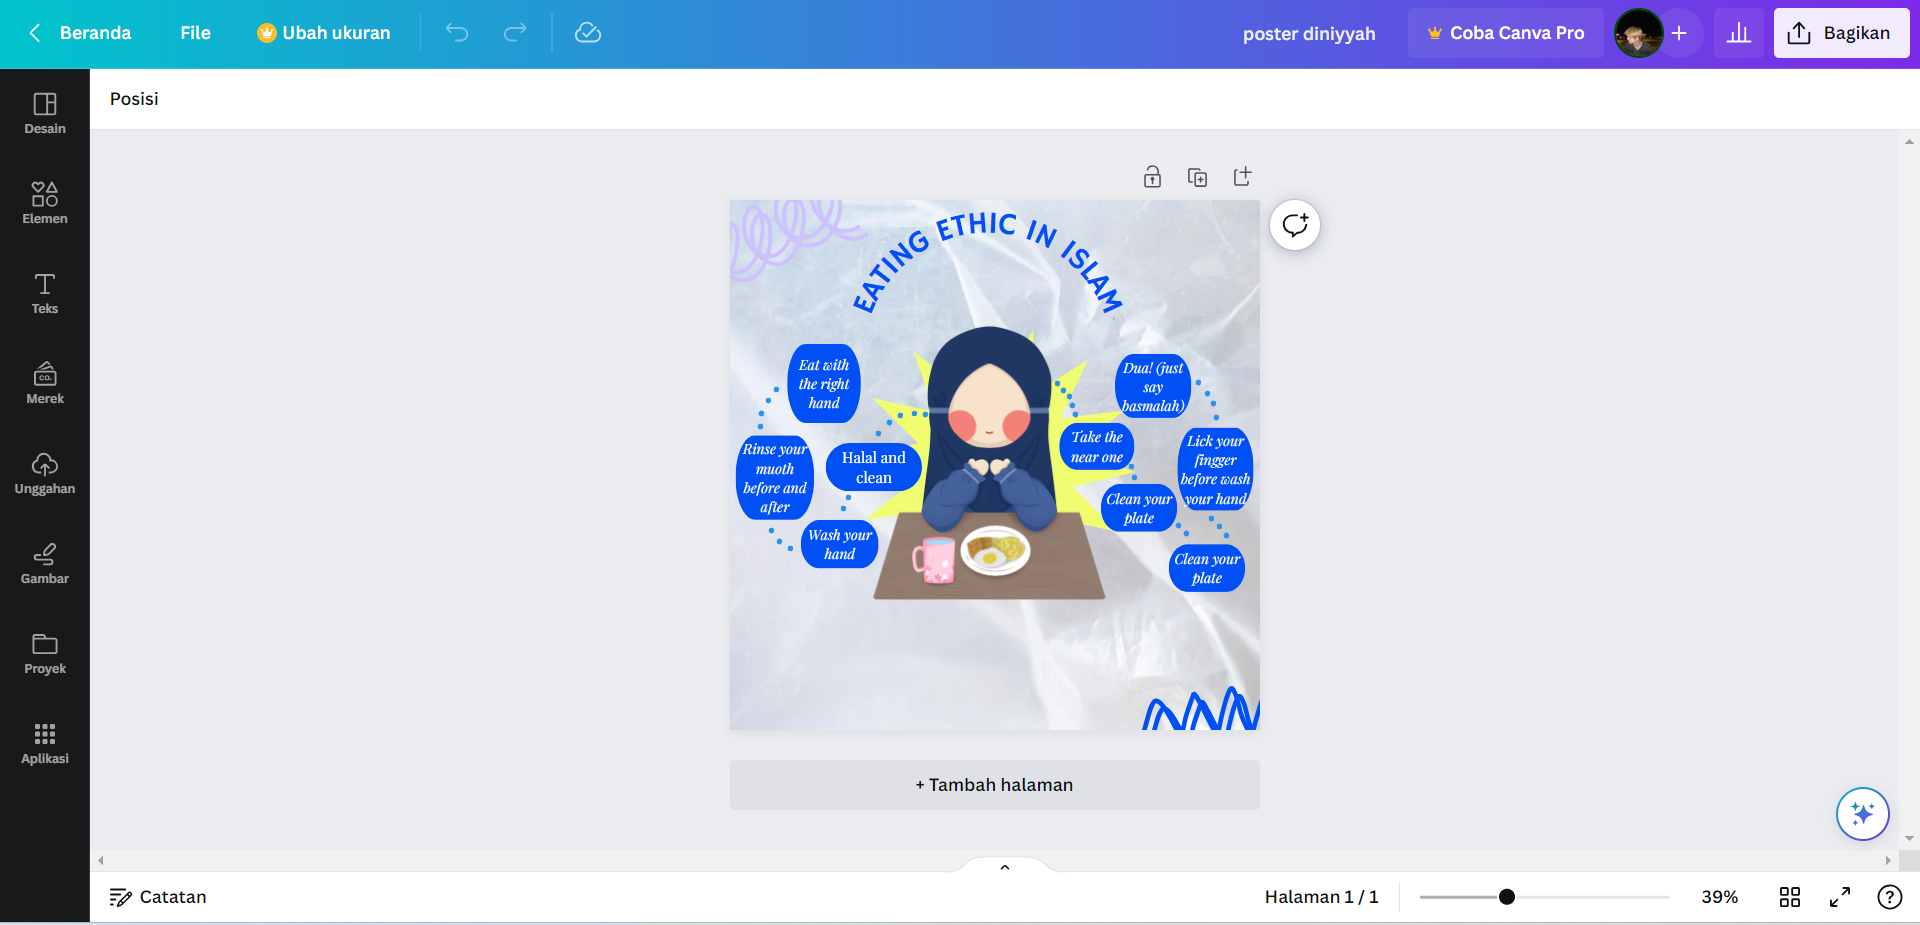 Beranda
File
Ubah ukuran
poster diniyyah
Coba Canva Pro
Bagikan
Posisi
Desain
Elemen
Teks
Merek
CO.
Unggahan
Gambar
Proyek
Aplikasi
EATING ETHIC IN ISLAM
Eat with
the right
hand
Rinse your
muoth
before and
after
Halal and
clean
Wash your
hand
Dua! (just
say
basmalah)
Take the
near one
Lick your
fingger
before wash
your hand
Clean your
plate
Clean your
plate
+ Tambah halaman
Catatan
Halaman 1 / 1
39%